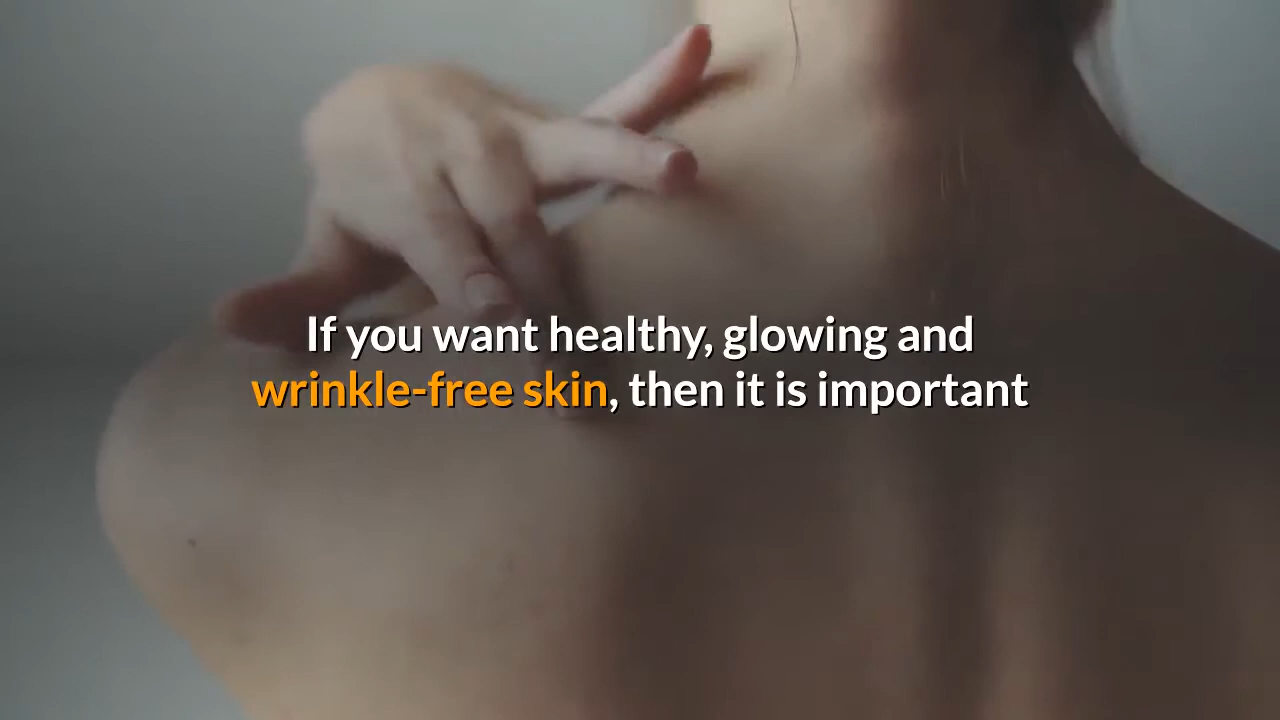 If you want healthy, glowing and
wrinkle-free skin, then it is important